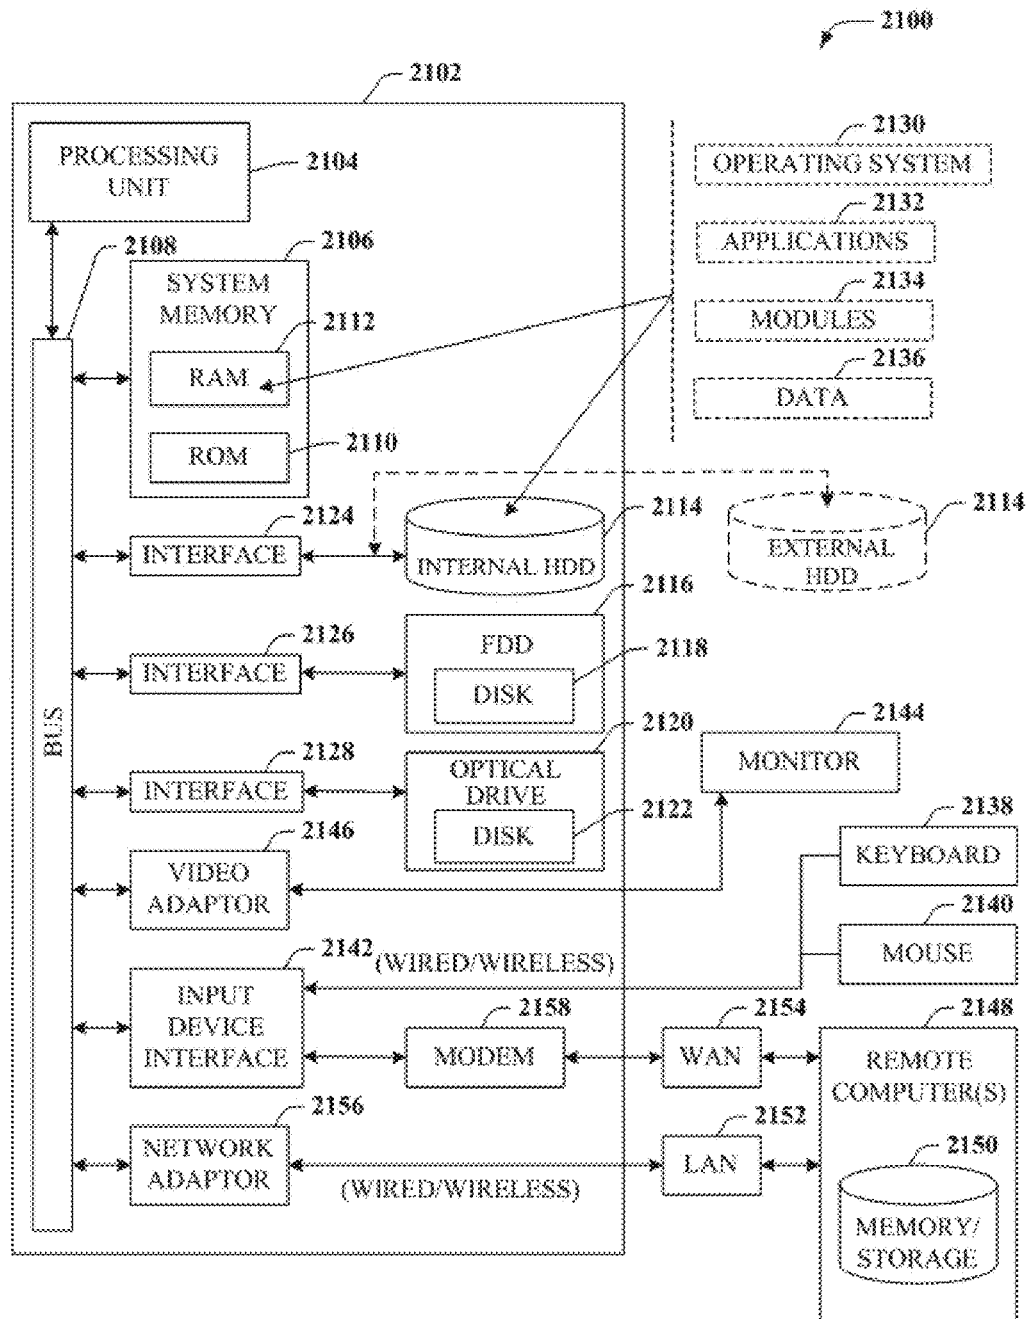 2100
2102
PROCESSING
UNIT
2104
2130
OPERATING SYSTEM
2132
APPLICATIONS
2134
MODULES
2136
DATA
2108
2106
SYSTEM
MEMORY
2112
RAM
2110
ROM
2124
INTERFACE
2114
INTERNAL HDD
2114
EXTERNAL
HDD
2116
FDD
2126
INTERFACE
2118
DISK
BUS
2120
OPTICAL
DRIVE
2128
INTERFACE
2122
DISK
2144
MONITOR
2146
VIDEO
ADAPTOR
2138
KEYBOARD
2140
MOUSE
2142
(WIRED/WIRELESS)
INPUT
DEVICE
INTERFACE
2158
MODEM
2154
WAN
2148
REMOTE
COMPUTER(S)
2156
NETWORK
ADAPTOR
(WIRED/WIRELESS)
2152
LAN
2150
MEMORY/
STORAGE